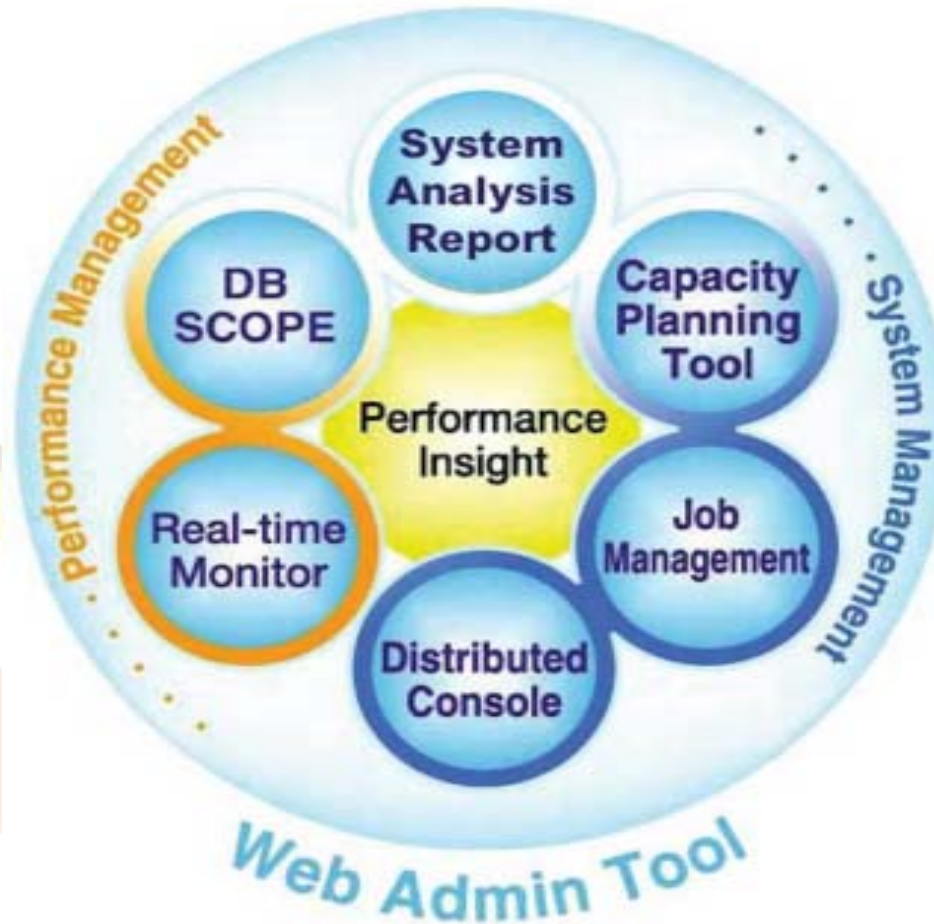 Performance Management
System Management
System
Analysis
Report
DB
SCOPE
Capacity
Planning
Tool
Performance
Insight
Real-time
Monitor
Job
Management
Distributed
Console
Web Admin Tool